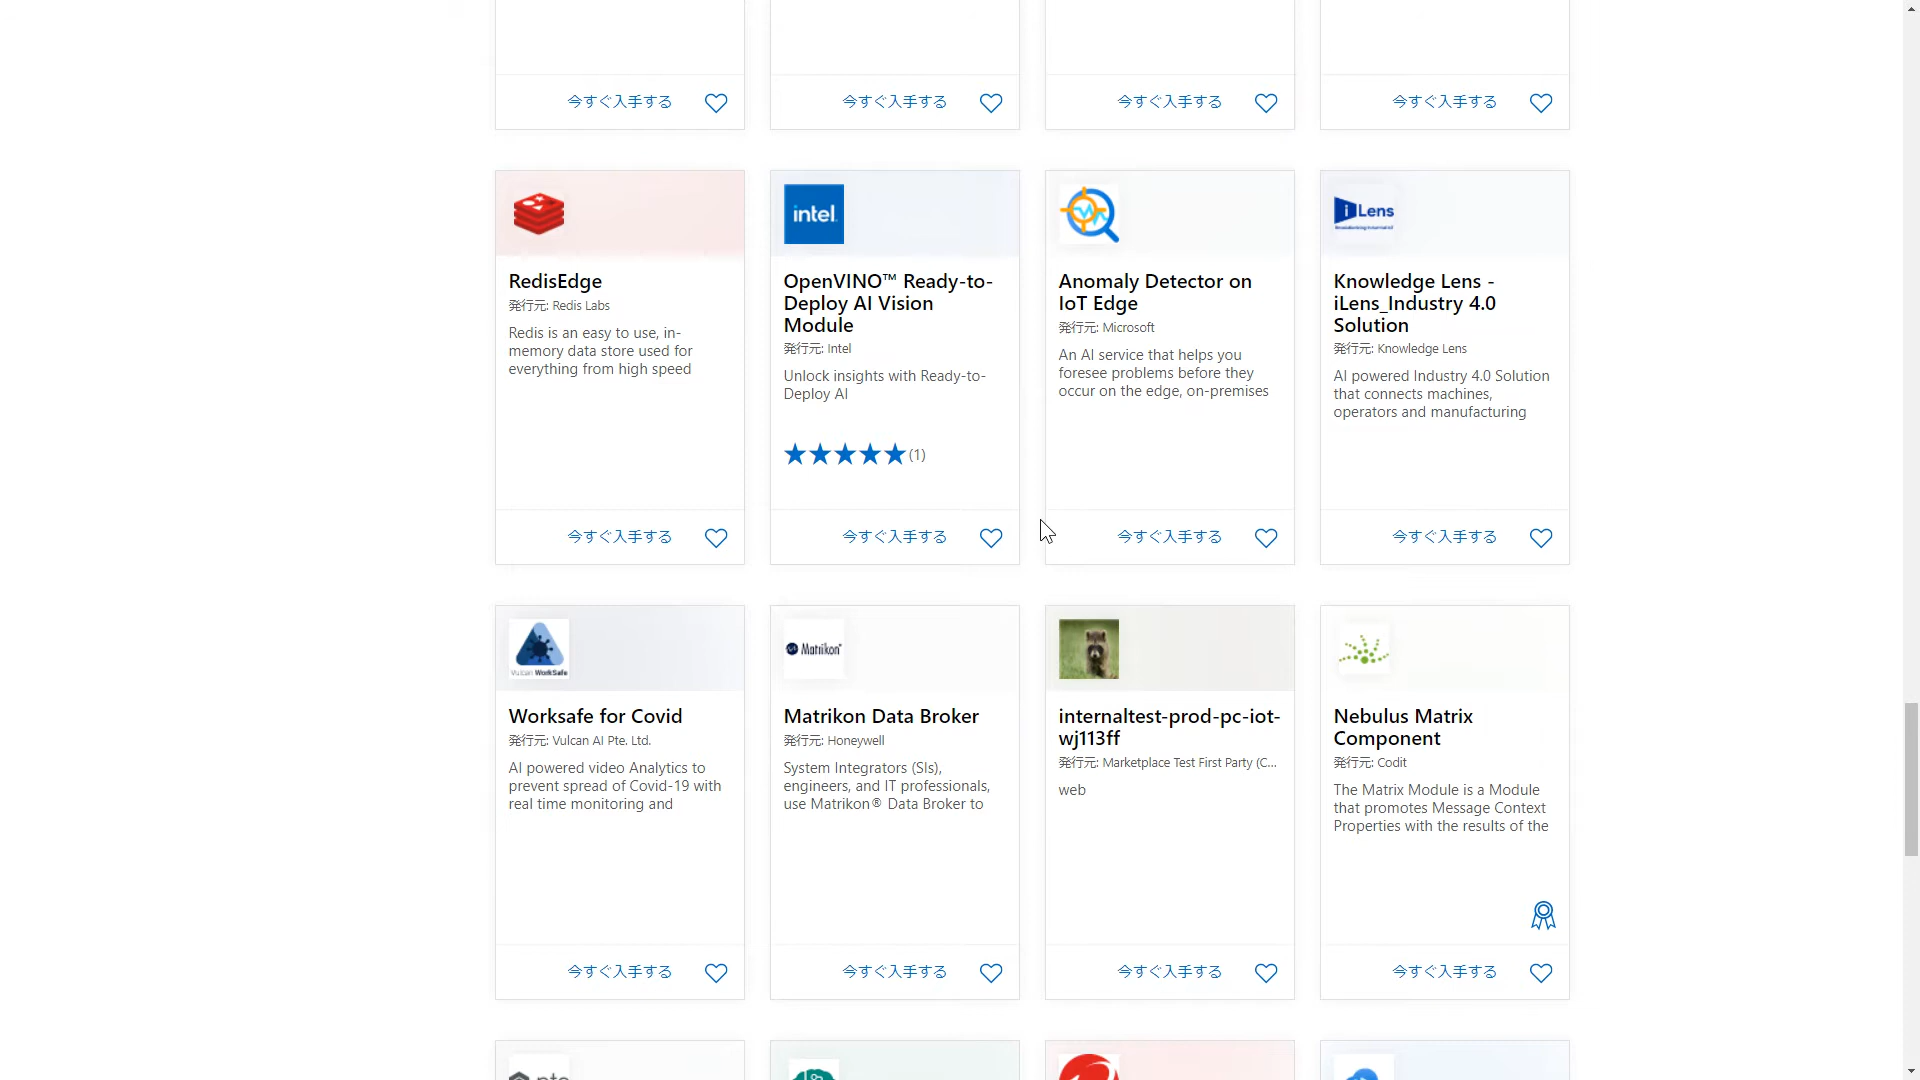 今すぐ入手する
今すぐ入手する
今すぐ入手する
今すぐ入手する
intel.
iLens
RedisEdge
発行元: Redis Labs
Redis is an easy to use, in-
memory data store used for
everything from high speed
今すぐ入手する
OpenVINO™ Ready-to-
Deploy AI Vision
Module
発行元: Intel
Unlock insights with Ready-to-
Deploy AI
(1)
今すぐ入手する
Anomaly Detector on
IoT Edge
発行元: Microsoft
An AI service that helps you
foresee problems before they
occur on the edge, on-premises
今すぐ入手する
Knowledge Lens -
iLens_Industry 4.0
Solution
発行元: Knowledge Lens
AI powered Industry 4.0 Solution
that connects machines,
operators and manufacturing
今すぐ入手する
Vulcan WorkSafe
Matrikon
Worksafe for Covid
発行元: Vulcan AI Pte. Ltd.
AI powered video Analytics to
prevent spread of Covid-19 with
real time monitoring and
今すぐ入手する
Matrikon Data Broker
発行元: Honeywell
System Integrators (SIs),
engineers, and IT professionals,
use Matrikon® Data Broker to
今すぐ入手する
internaltest-prod-pc-iot-
wj113ff
発行元: Marketplace Test First Party (C...
web
今すぐ入手する
Nebulus Matrix
Component
発行元: Codit
The Matrix Module is a Module
that promotes Message Context
Properties with the results of the
今すぐ入手する